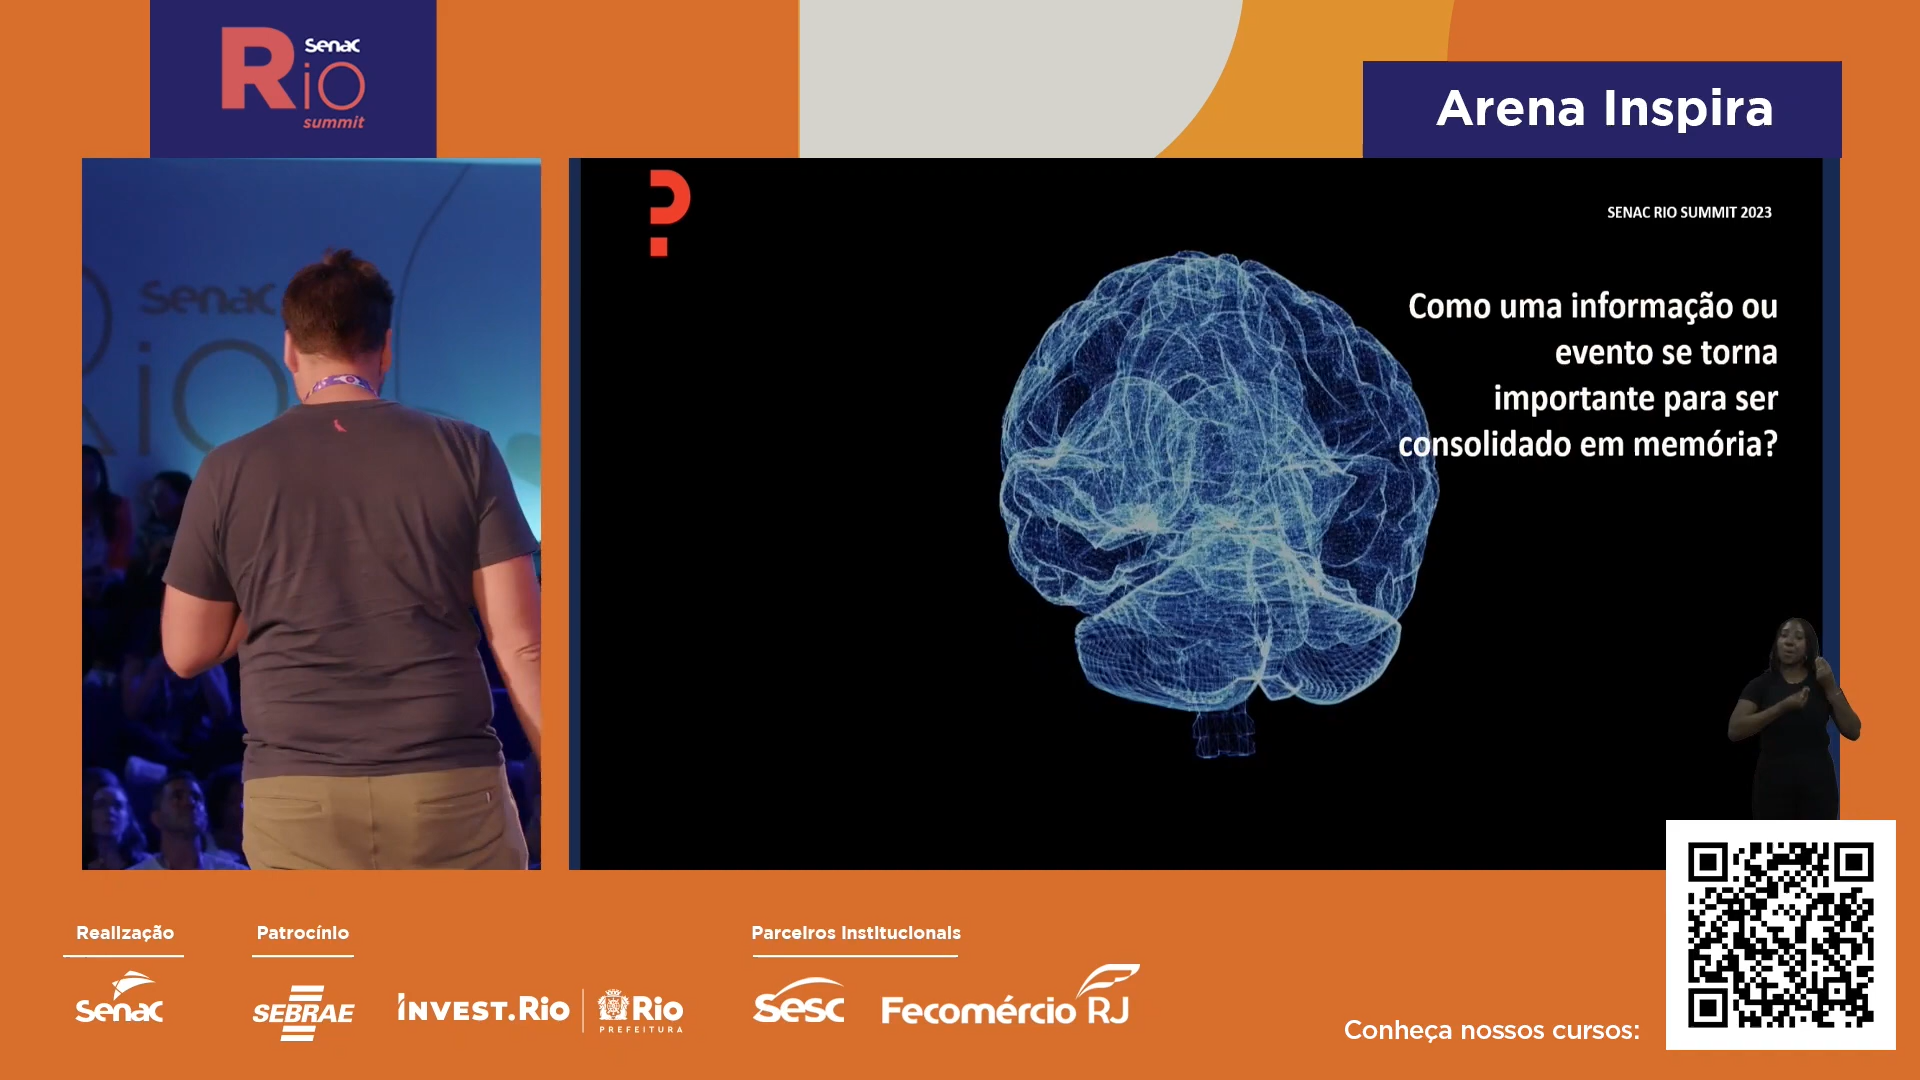 Senac
Rio
summit
Arena Inspira
Senac
Rio
?
SENAC RIO SUMMIT 2023
Como uma informação ou
evento se torna
importante para ser
consolidado em memória?
Realização
Patrocínio
Parceiros Institucionais
Senac
SEBRAE
INVEST.Rio
Rio
PREFEITURA
Sesc
Fecomércio RJ
Conheça nossos cursos: